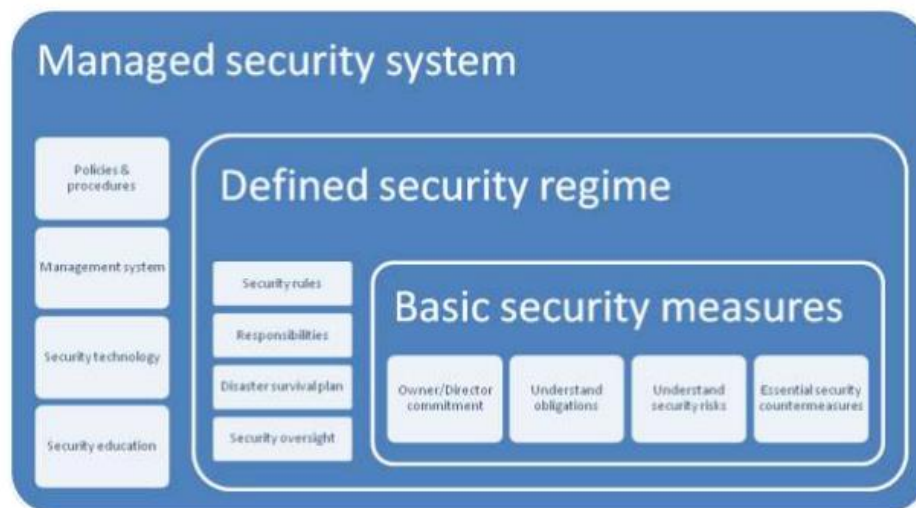 Managed security system
Policies &
procedures
Management system
Security technology
Security education
Defined security regime
Security rules
Responsibilities
Disaster survival plan
Security oversight
Basic security measures
Owner/Director
commitment
Understand
obligations
Understand
security risks
Essential security
countermeasures